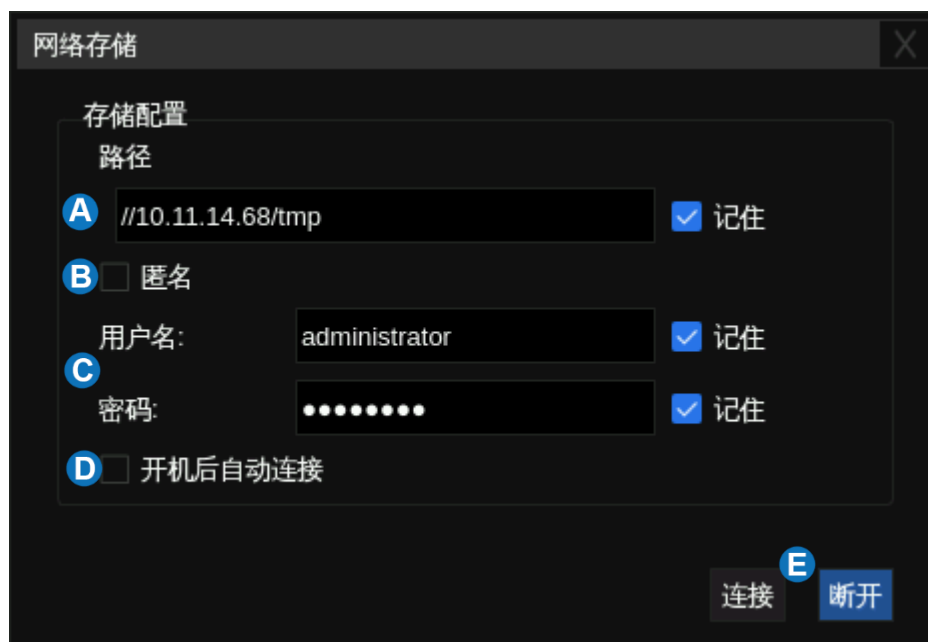 网络存储 X
存储配置
路径
A //10.11.14.68/tmp 记住
B 匿名
用户名: administrator 记住
C
密码: ●●●●●●●● 记住
D 开机后自动连接
E
连接 断开